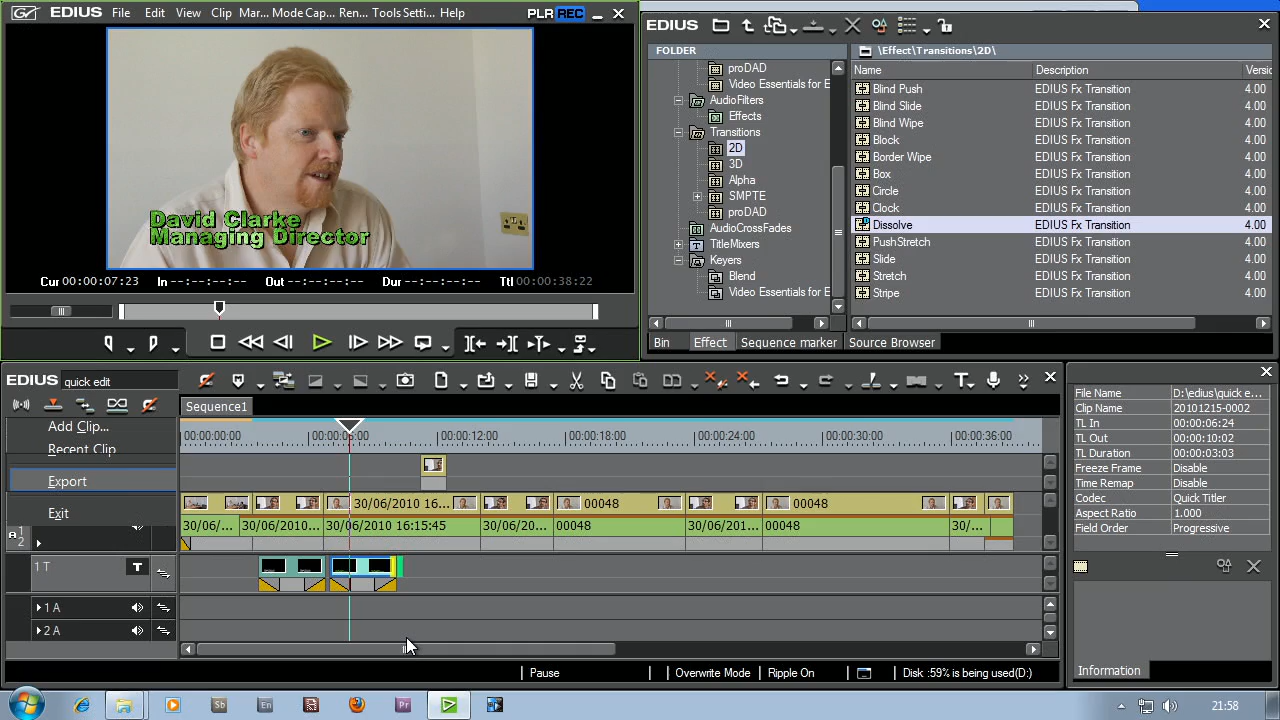 EDIUS File Edit View Clip Mar... Mode Cap... Ren... Tools Setti... Help PLR REC
David Clarke
Managing Director
Cur 00:00:07:23 In --:--:--:-- Out --:--:--:-- Dur --:--:--:-- Ttl 00:00:38:22
EDIUS
FOLDER
proDAD
Video Essentials for E
AudioFilters
Effects
Transitions
2D
3D
Alpha
SMPTE
proDAD
AudioCrossFades
TitleMixers
Keyers
Blend
Video Essentials for E
\Effect\Transitions\2D\
Name Description Versio
Blind Push EDIUS Fx Transition 4.00
Blind Slide EDIUS Fx Transition 4.00
Blind Wipe EDIUS Fx Transition 4.00
Block EDIUS Fx Transition 4.00
Border Wipe EDIUS Fx Transition 4.00
Box EDIUS Fx Transition 4.00
Circle EDIUS Fx Transition 4.00
Clock EDIUS Fx Transition 4.00
Dissolve EDIUS Fx Transition 4.00
PushStretch EDIUS Fx Transition 4.00
Slide EDIUS Fx Transition 4.00
Stretch EDIUS Fx Transition 4.00
Stripe EDIUS Fx Transition 4.00
Bin Effect Sequence marker Source Browser
EDIUS quick edit
Sequence1
Add Clip...
Recent Clip
Export
Exit
00:00:00:00 00:00:06:00 00:00:12:00 00:00:18:00 00:00:24:00 00:00:30:00 00:00:36:00
30/06/2010 16... 00048 00048
30/06/... 30/06/2010... 30/06/2010 16:15:45 30/06/20... 00048 30/06/201... 00048 30/...
1 T T
1 A
2 A
Pause Overwrite Mode Ripple On Disk :59% is being used(D:)
File Name D:\edius\quick e...
Clip Name 20101215-0002
TL In 00:00:06:24
TL Out 00:00:10:02
TL Duration 00:00:03:03
Freeze Frame Disable
Time Remap Disable
Codec Quick Titler
Aspect Ratio 1.000
Field Order Progressive
Information
Sb En Pr 21:58